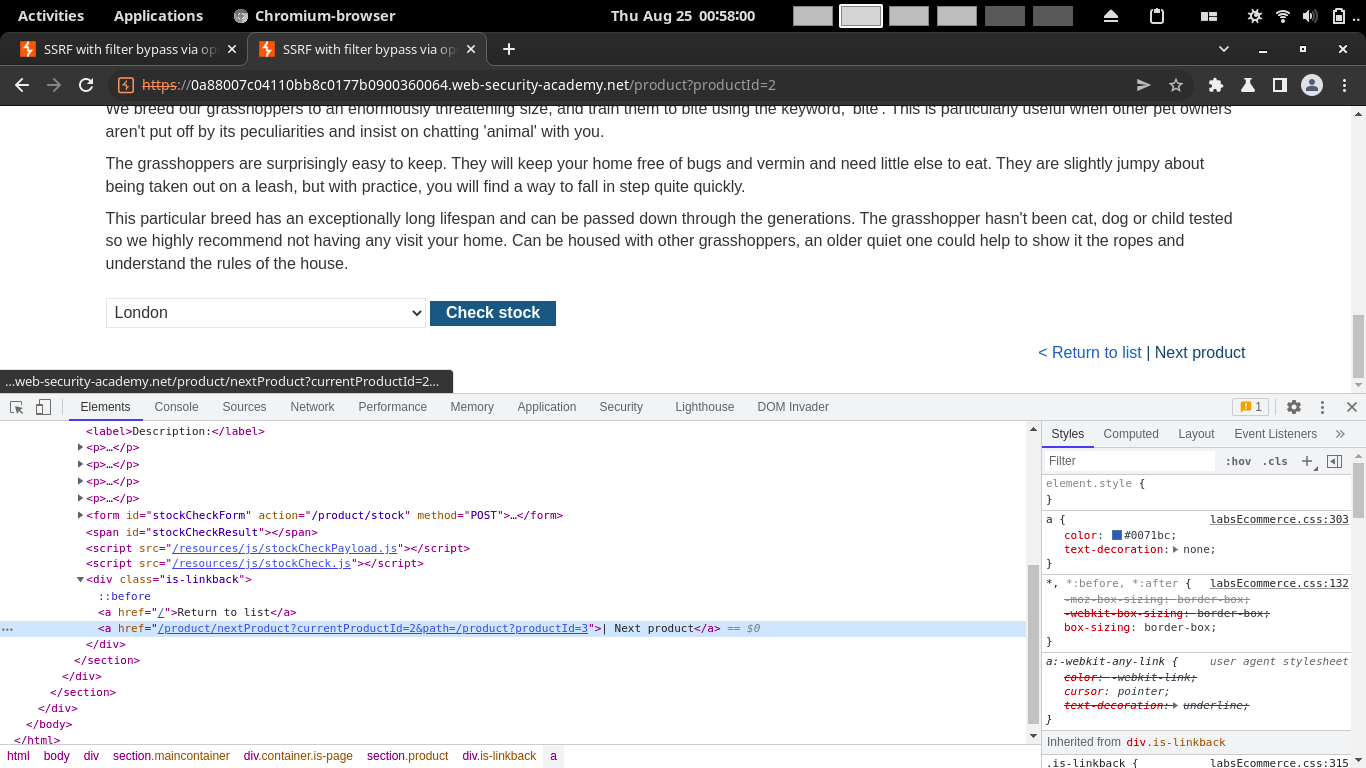 Activities Applications Chromium-browser Thu Aug 25 00:58:00
SSRF with filter bypass via op SSRF with filter bypass via op
https://0a88007c04110bb8c0177b0900360064.web-security-academy.net/product?productId=2
We breed our grasshoppers to an enormously threatening size, and train them to bite using the keyword, 'bite'. This is particularly useful when other pet owners
aren't put off by its peculiarities and insist on chatting 'animal' with you.
The grasshoppers are surprisingly easy to keep. They will keep your home free of bugs and vermin and need little else to eat. They are slightly jumpy about
being taken out on a leash, but with practice, you will find a way to fall in step quite quickly.
This particular breed has an exceptionally long lifespan and can be passed down through the generations. The grasshopper hasn't been cat, dog or child tested
so we highly recommend not having any visit your home. Can be housed with other grasshoppers, an older quiet one could help to show it the ropes and
understand the rules of the house.
London Check stock
< Return to list | Next product
...web-security-academy.net/product/nextProduct?currentProductId=2...
Elements Console Sources Network Performance Memory Application Security Lighthouse DOM Invader 1
<label>Description:</label>
<p>…</p>
<p>…</p>
<p>…</p>
<p>…</p>
<form id="stockCheckForm" action="/product/stock" method="POST">…</form>
<span id="stockCheckResult"></span>
<script src="/resources/js/stockCheckPayload.js"></script>
<script src="/resources/js/stockCheck.js"></script>
<div class="is-linkback">
::before
<a href="/">Return to list</a>
<a href="/product/nextProduct?currentProductId=2&path=/product?productId=3">| Next product</a> == $0
</div>
</section>
</div>
</section>
</div>
</body>
</html>
html body div section.maincontainer div.container.is-page section.product div.is-linkback a
Styles Computed Layout Event Listeners
Filter :hov .cls
element.style {
}
a { labsEcommerce.css:303
color: #0071bc;
text-decoration: none;
}
*, *:before, *:after { labsEcommerce.css:132
-moz-box-sizing: border-box;
-webkit-box-sizing: border-box;
box-sizing: border-box;
}
a:-webkit-any-link { user agent stylesheet
color: -webkit-link;
cursor: pointer;
text-decoration: underline;
}
Inherited from div.is-linkback
.is-linkback { labsEcommerce.css:315